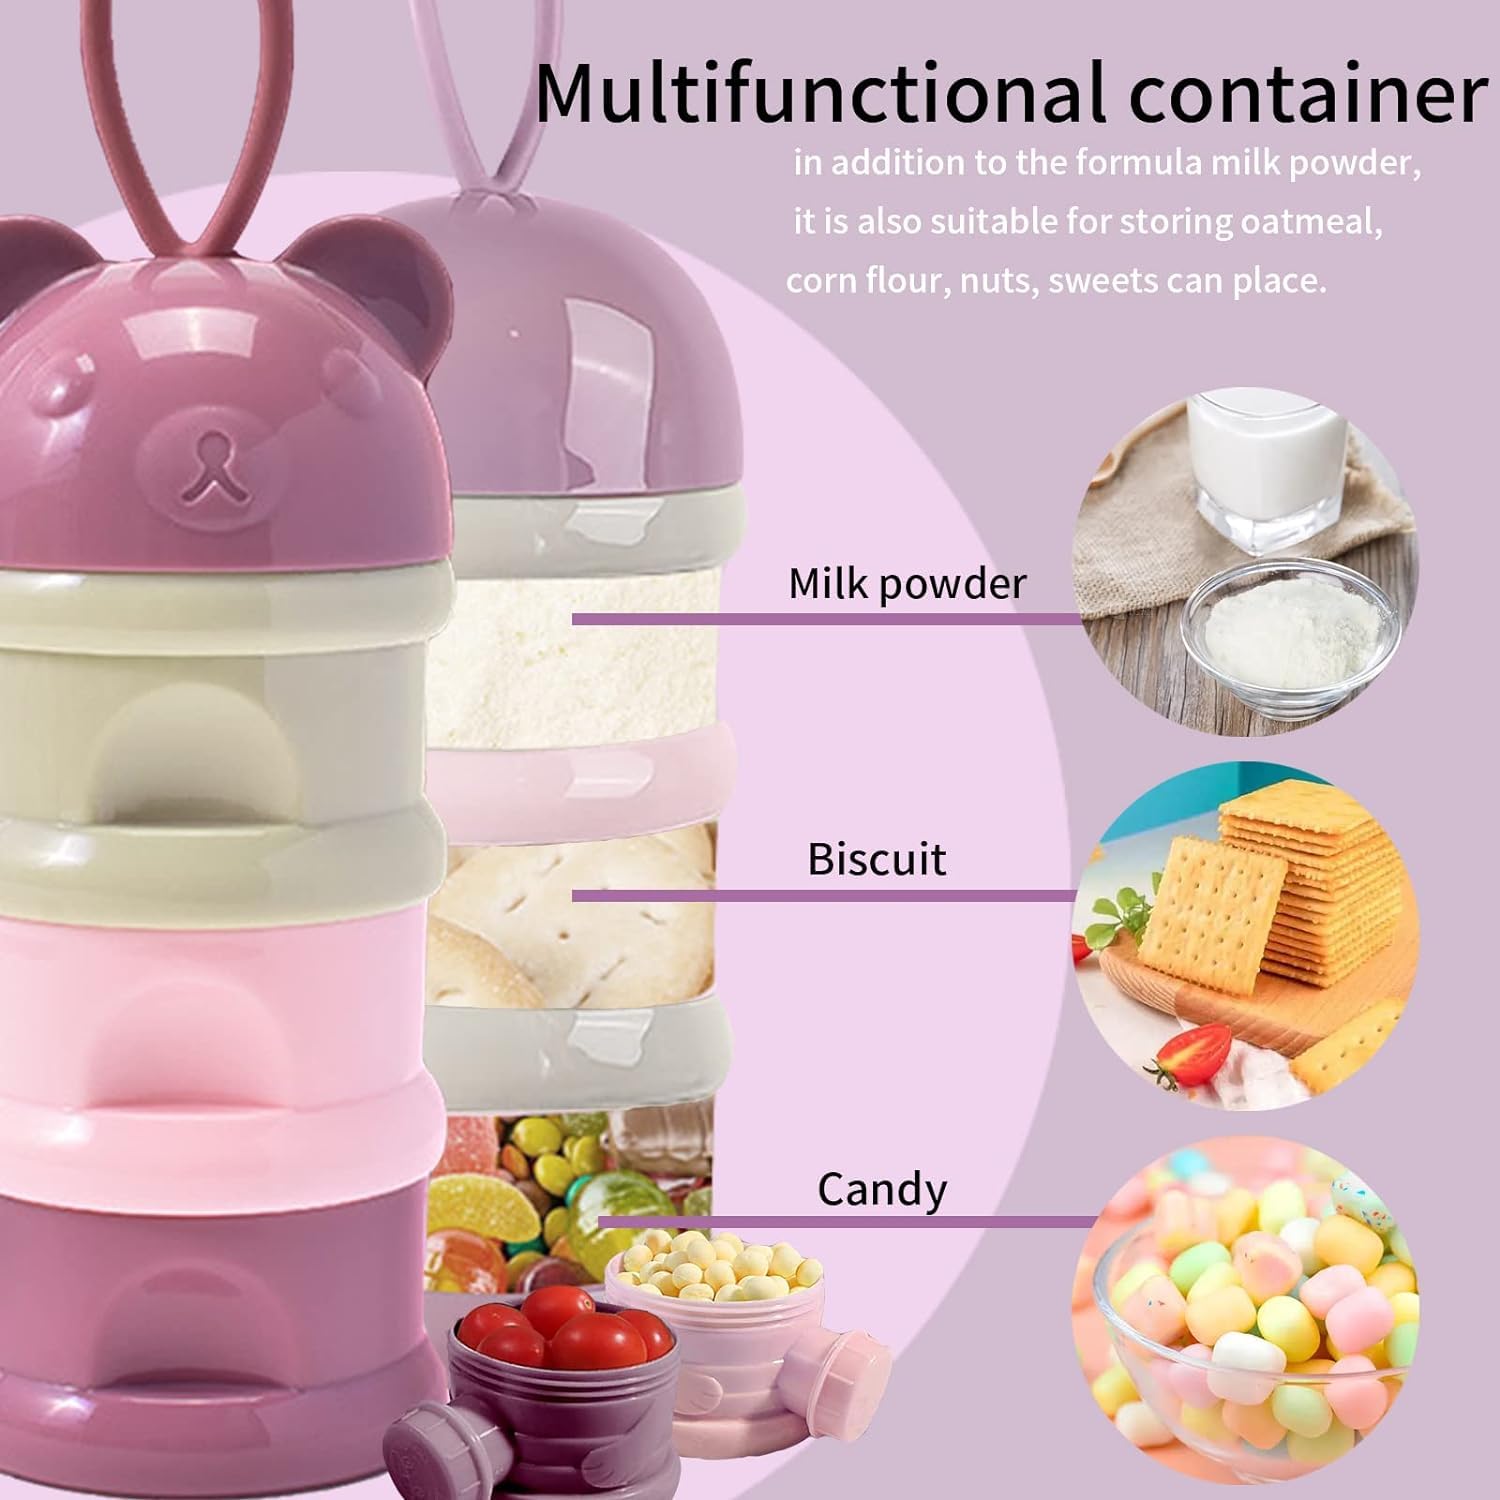 Multifunctional container
in addition to the formula milk powder,
it is also suitable for storing oatmeal,
corn flour, nuts, sweets can place.
Milk powder
Biscuit
Candy